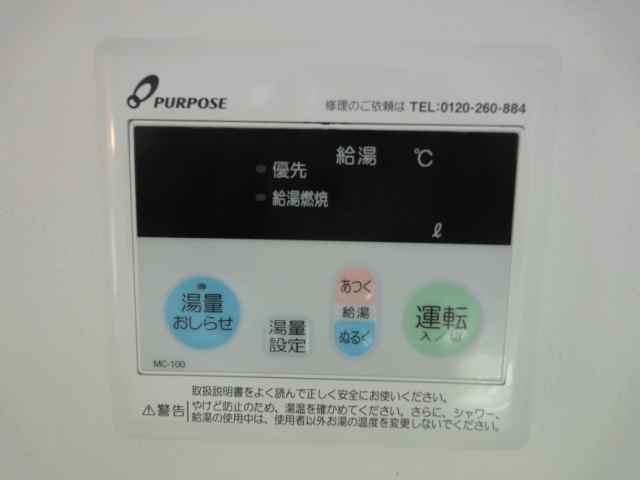 PURPOSE
修理のご依頼は TEL:0120-260-884
給湯 ℃
優先
給湯燃焼
ℓ
湯量
おしらせ
湯量
設定
あつく
給湯
ぬるく
運転
入/切
MC-100
取扱説明書をよく読んで正しく安全にお使いください。
⚠警告 やけど防止のため、湯温を確かめてください。さらに、シャワー、
給湯の使用中は、使用者以外お湯の温度を変更しないでください。